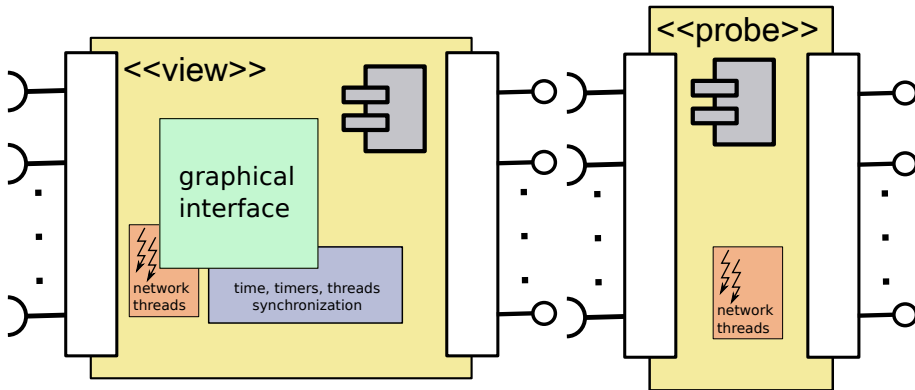 <<view>>
graphical
interface
network
threads
time, timers, threads
synchronization
<<probe>>
network
threads